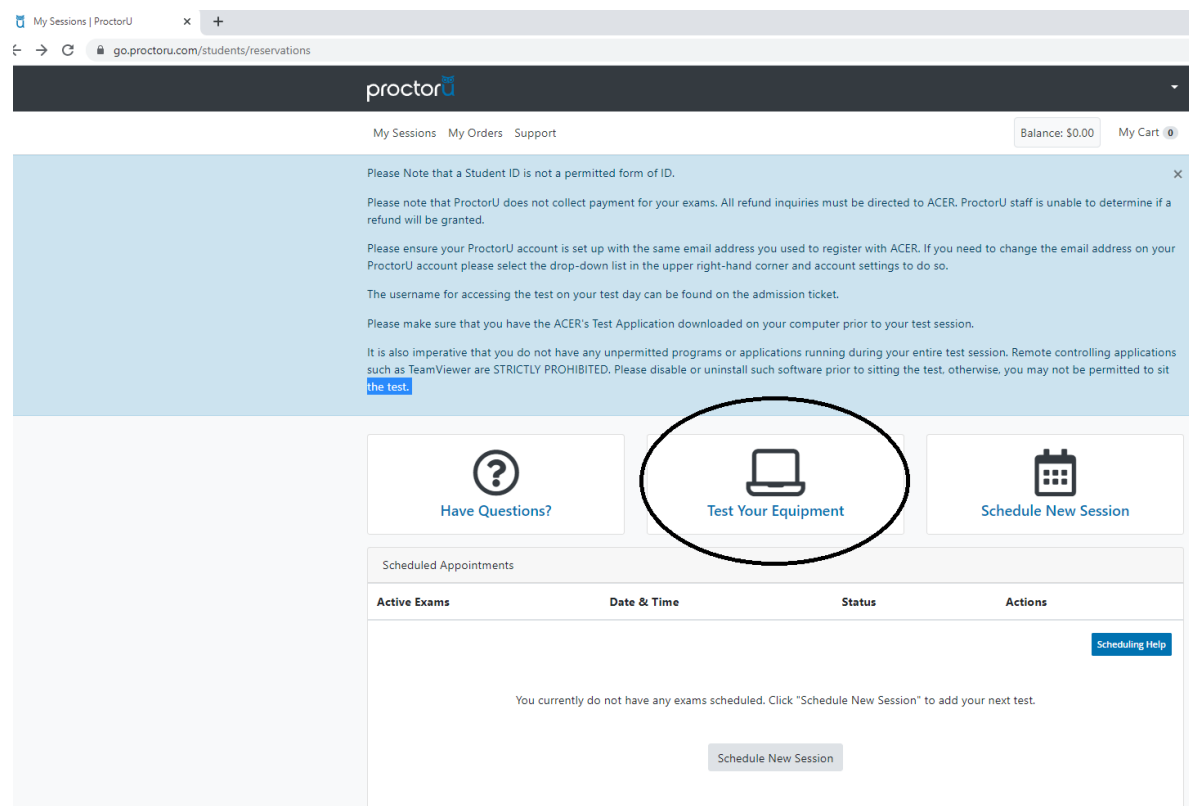 My Sessions | ProctorU
go.proctoru.com/students/reservations
proctorU
My Sessions My Orders Support Balance: $0.00 My Cart 0
Please Note that a Student ID is not a permitted form of ID.
Please note that ProctorU does not collect payment for your exams. All refund inquiries must be directed to ACER. ProctorU staff is unable to determine if a
refund will be granted.
Please ensure your ProctorU account is set up with the same email address you used to register with ACER. If you need to change the email address on your
ProctorU account please select the drop-down list in the upper right-hand corner and account settings to do so.
The username for accessing the test on your test day can be found on the admission ticket.
Please make sure that you have the ACER's Test Application downloaded on your computer prior to your test session.
It is also imperative that you do not have any unpermitted programs or applications running during your entire test session. Remote controlling applications
such as TeamViewer are STRICTLY PROHIBITED. Please disable or uninstall such software prior to sitting the test, otherwise, you may not be permitted to sit
the test.
Have Questions? Test Your Equipment Schedule New Session
Scheduled Appointments
Active Exams Date & Time Status Actions
Scheduling Help
You currently do not have any exams scheduled. Click "Schedule New Session" to add your next test.
Schedule New Session